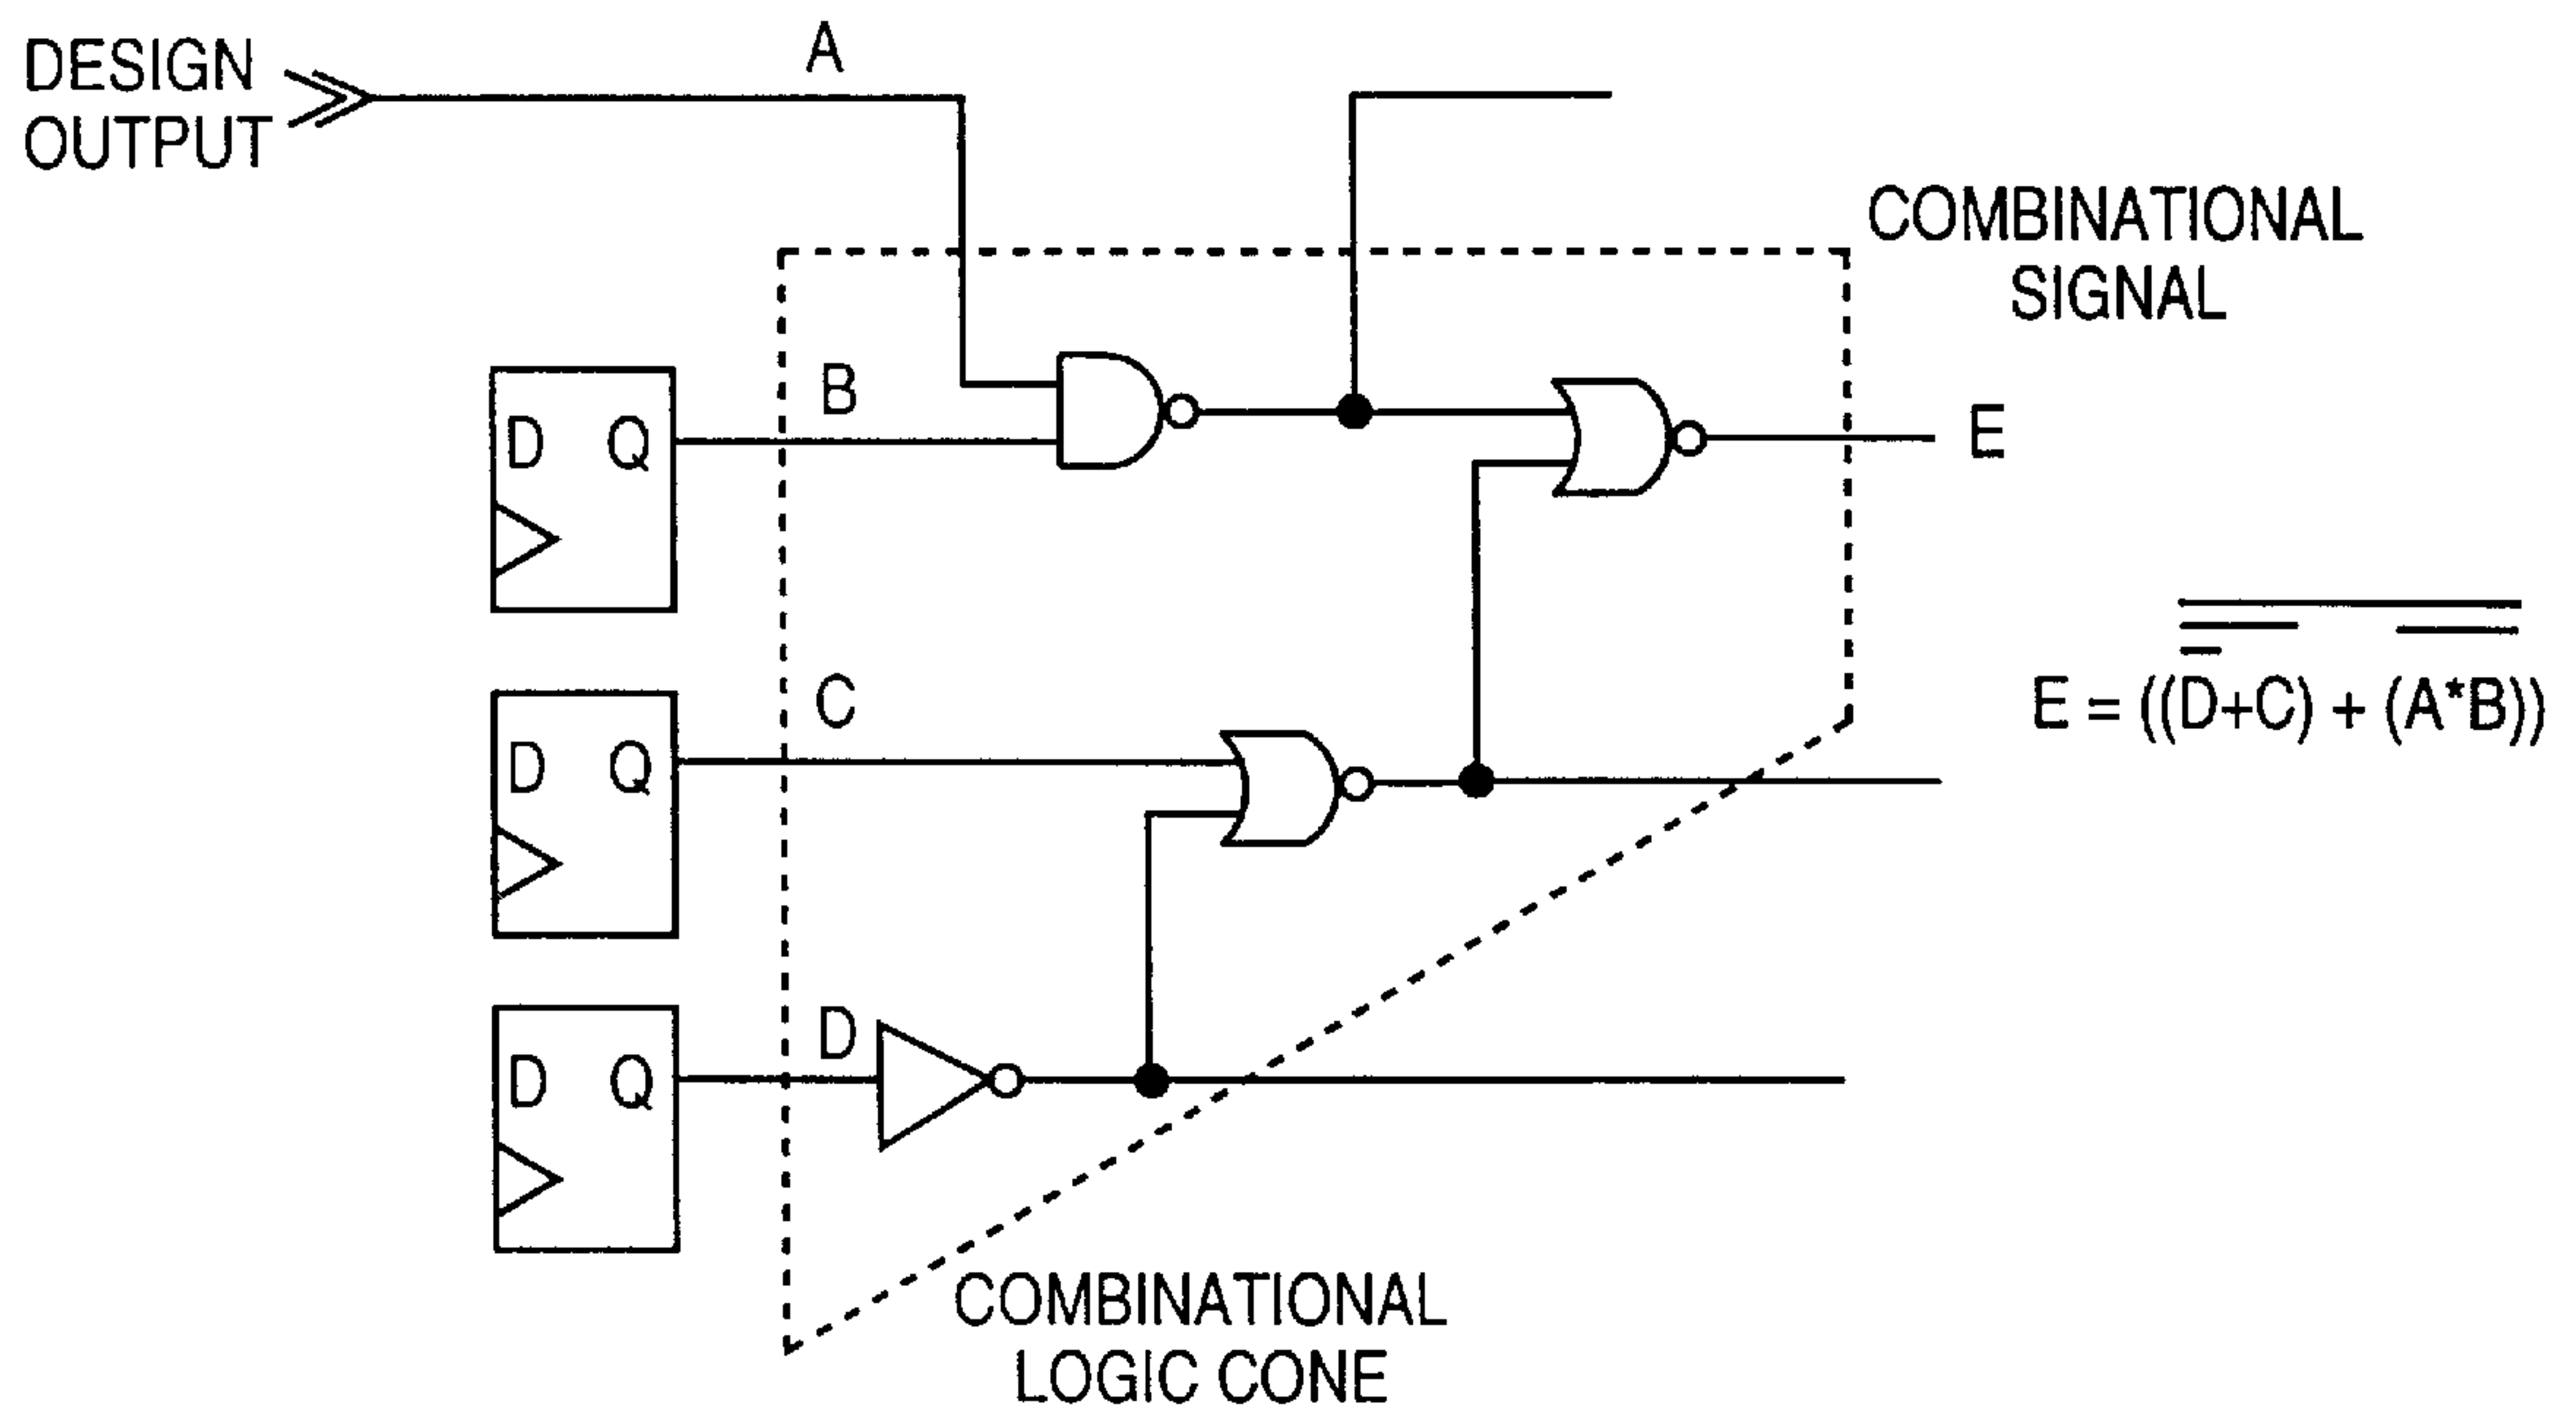 DESIGN
OUTPUT
A
COMBINATIONAL
SIGNAL
B
D Q
E
C
D Q
E = ((D+C) + (A*B))
D
D Q
COMBINATIONAL
LOGIC CONE